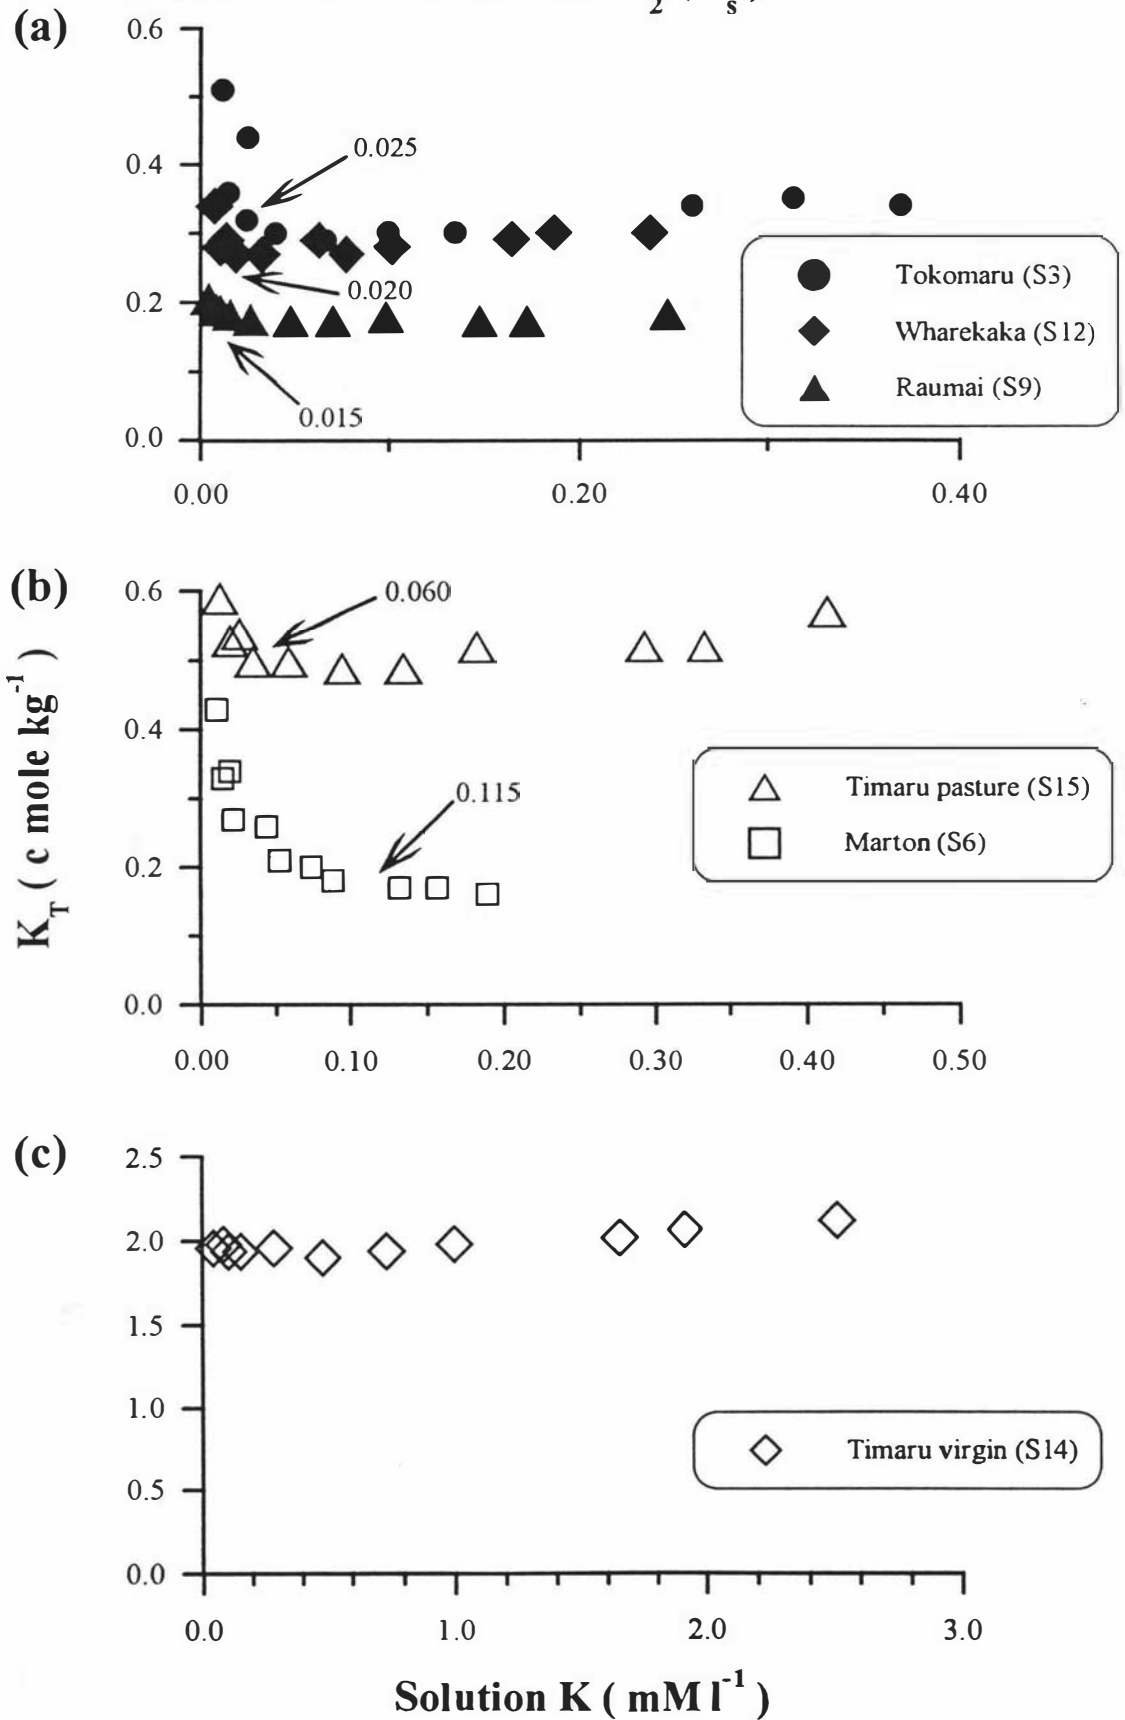 (a)
0.6
0.4
0.2
0.0
0.025
0.020
0.015
Tokomaru (S3)
Wharekaka (S12)
Raumai (S9)
0.00 0.20 0.40
(b)
0.6
0.4
0.2
0.0
0.060
0.115
Timaru pasture (S15)
Marton (S6)
0.00 0.10 0.20 0.30 0.40 0.50
K_T ( c mole kg⁻¹ )
(c)
2.5
2.0
1.5
1.0
0.5
0.0
Timaru virgin (S14)
0.0 1.0 2.0 3.0
Solution K ( mM l⁻¹ )